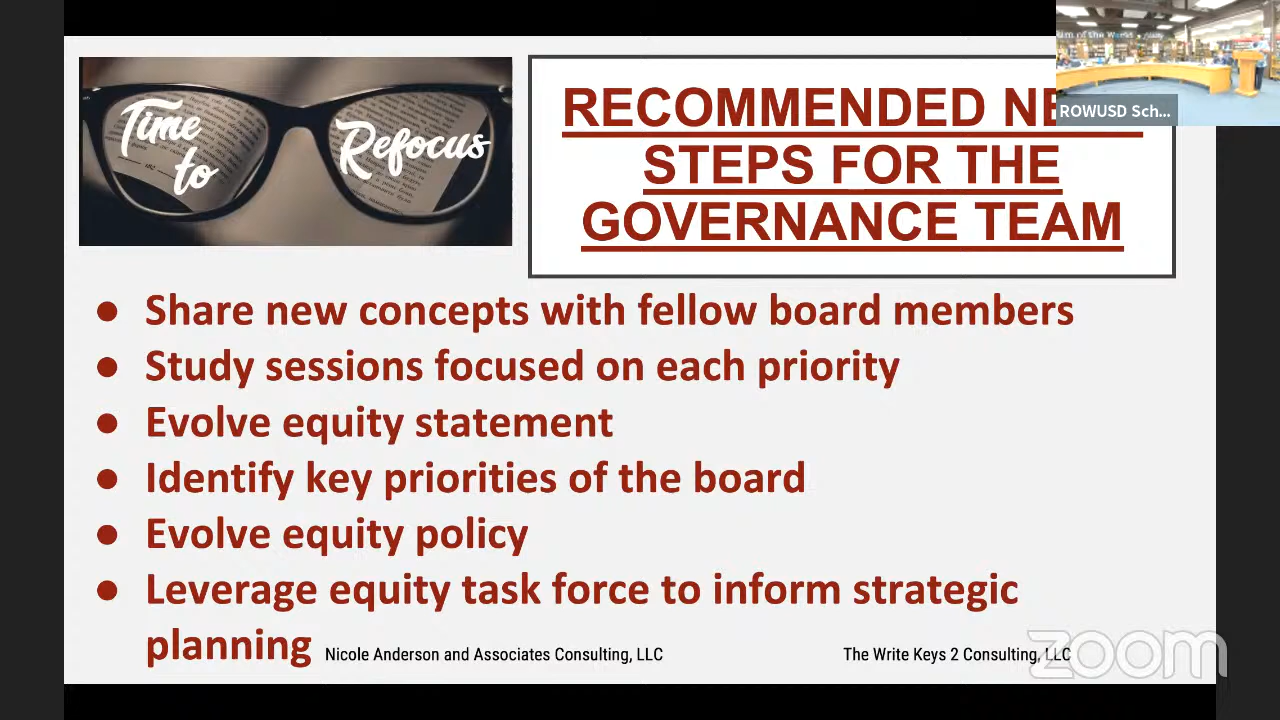 Time
to
Refocus
RECOMMENDED NE
STEPS FOR THE
GOVERNANCE TEAM
ROWUSD Sch...
● Share new concepts with fellow board members
● Study sessions focused on each priority
● Evolve equity statement
● Identify key priorities of the board
● Evolve equity policy
● Leverage equity task force to inform strategic
planning
Nicole Anderson and Associates Consulting, LLC
The Write Keys 2 Consulting, LLC
zoom